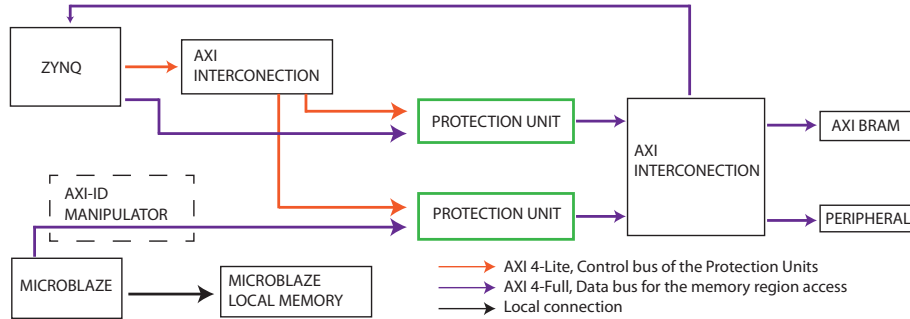 ZYNQ
AXI
INTERCONECTION
PROTECTION UNIT
AXI
INTERCONECTION
AXI BRAM
AXI-ID
MANIPULATOR
PROTECTION UNIT
PERIPHERAL
MICROBLAZE
MICROBLAZE
LOCAL MEMORY
AXI 4-Lite, Control bus of the Protection Units
AXI 4-Full, Data bus for the memory region access
Local connection